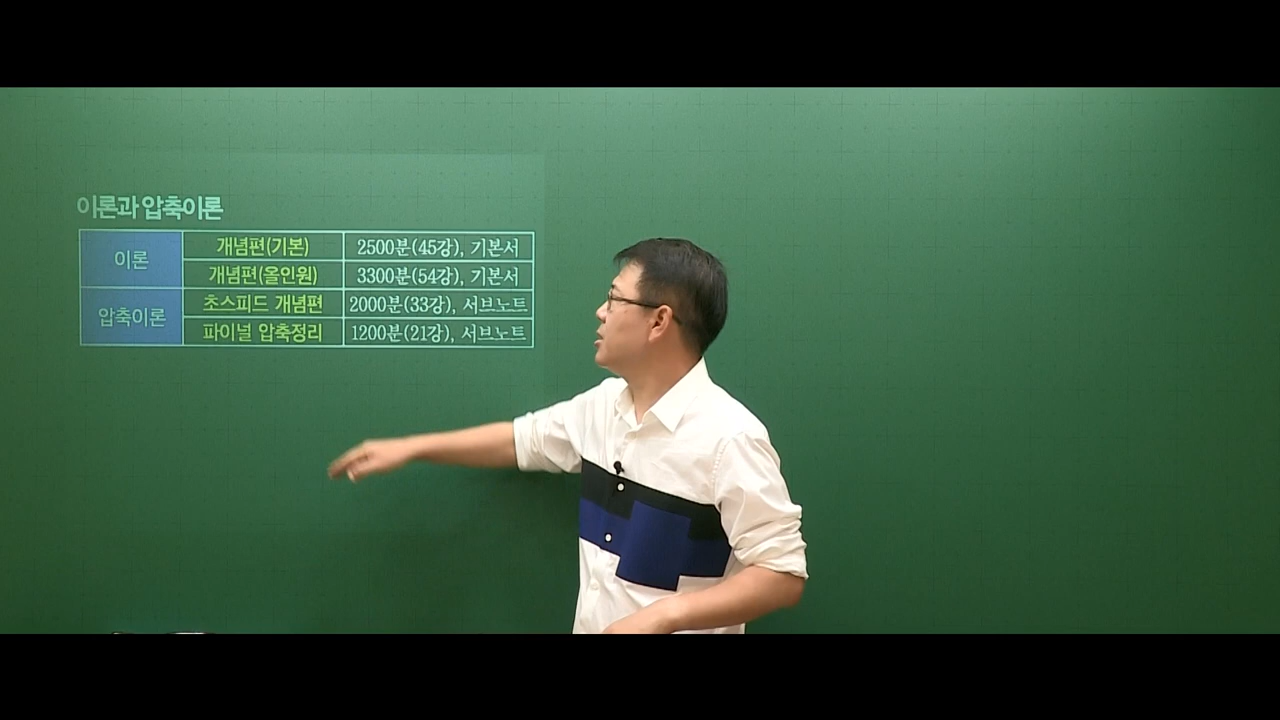 이론과 압축이론
이론 개념편(기본) 2500분(45강), 기본서
개념편(올인원) 3300분(54강), 기본서
압축이론 초스피드 개념편 2000분(33강), 서브노트
파이널 압축정리 1200분(21강), 서브노트